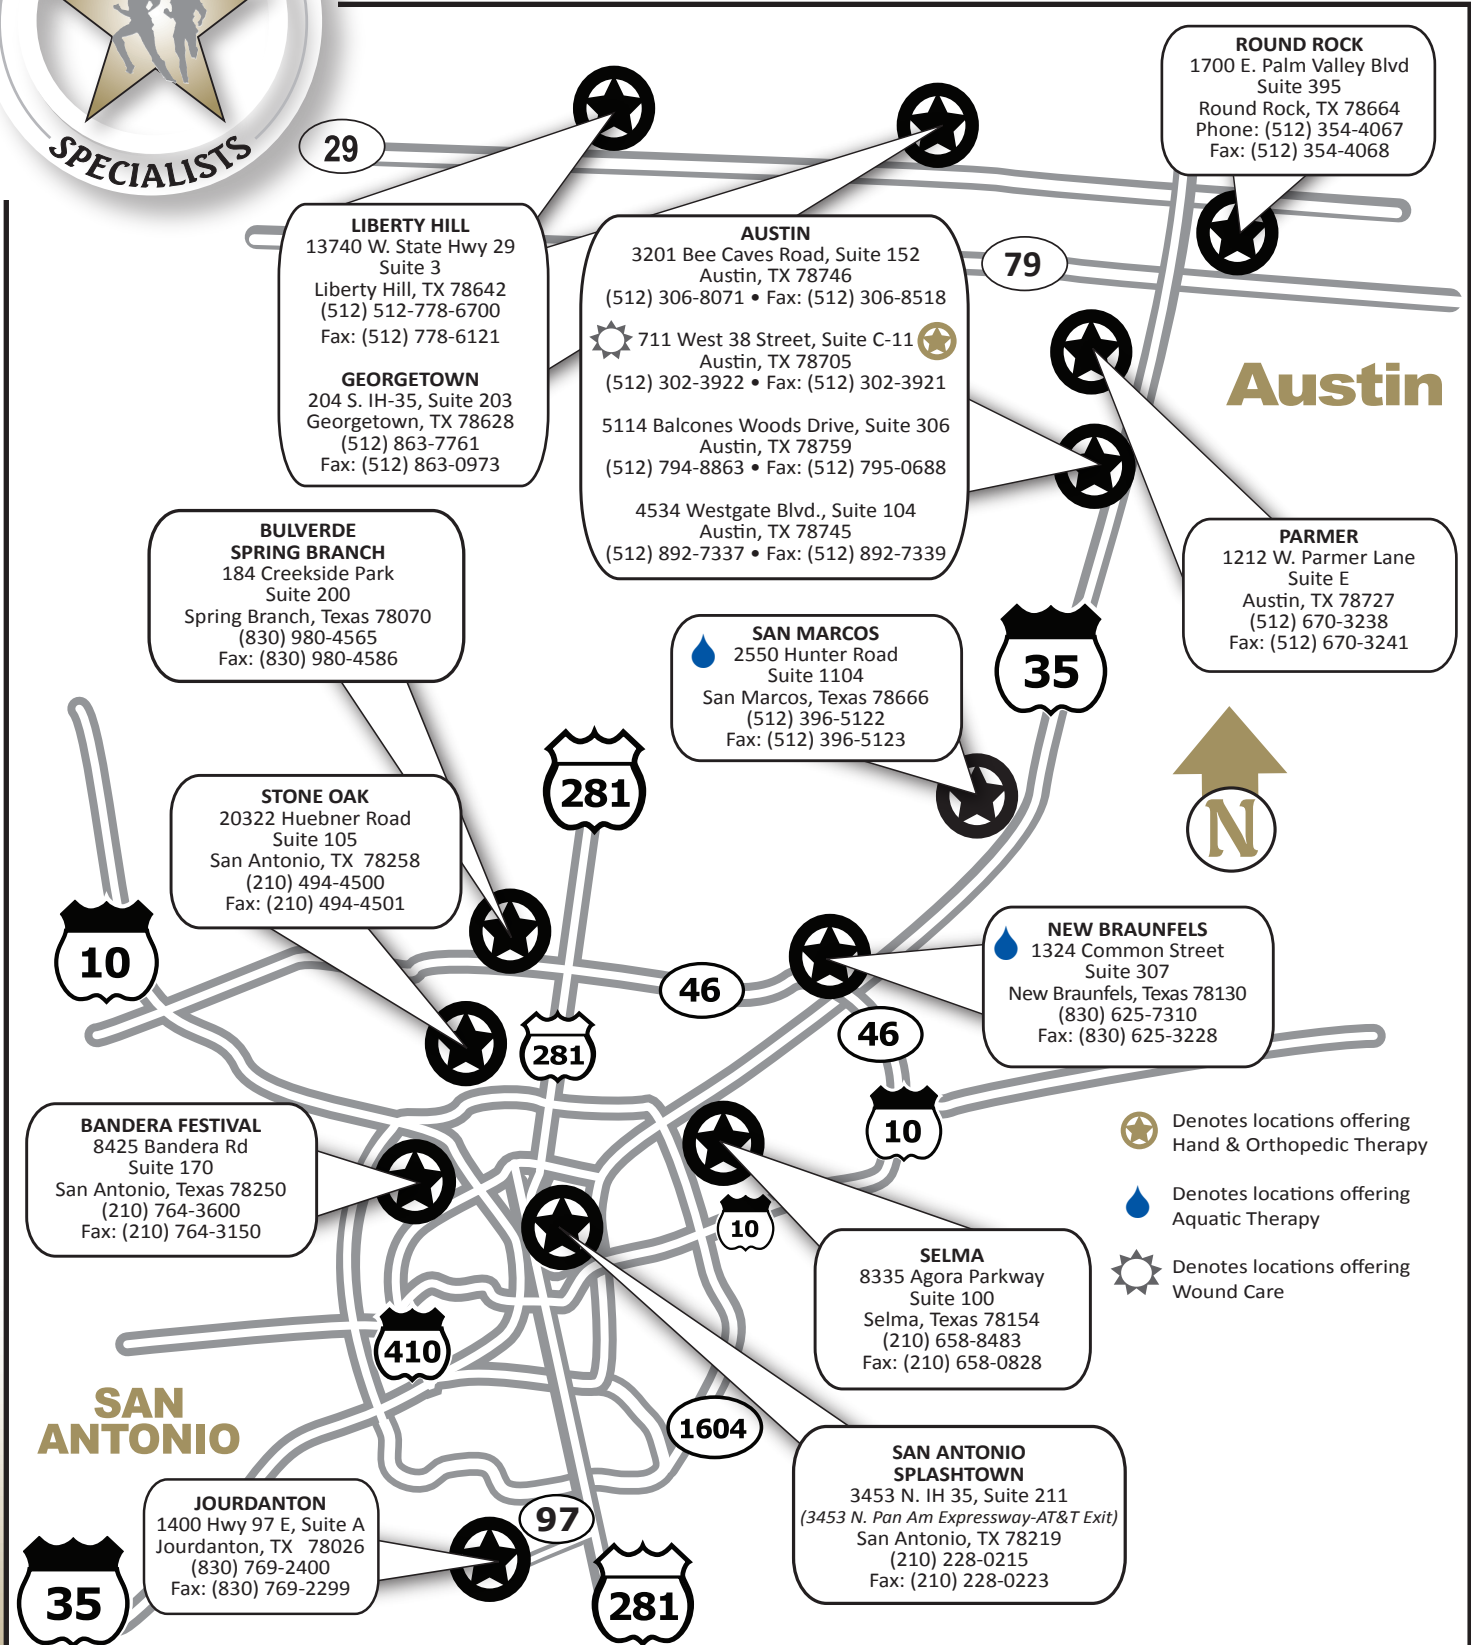 SPECIALISTS
29
ROUND ROCK
1700 E. Palm Valley Blvd
Suite 395
Round Rock, TX 78664
Phone: (512) 354-4067
Fax: (512) 354-4068
LIBERTY HILL
13740 W. State Hwy 29
Suite 3
Liberty Hill, TX 78642
(512) 512-778-6700
Fax: (512) 778-6121
GEORGETOWN
204 S. IH-35, Suite 203
Georgetown, TX 78628
(512) 863-7761
Fax: (512) 863-0973
AUSTIN
3201 Bee Caves Road, Suite 152
Austin, TX 78746
(512) 306-8071 • Fax: (512) 306-8518
711 West 38 Street, Suite C-11
Austin, TX 78705
(512) 302-3922 • Fax: (512) 302-3921
5114 Balcones Woods Drive, Suite 306
Austin, TX 78759
(512) 794-8863 • Fax: (512) 795-0688
4534 Westgate Blvd., Suite 104
Austin, TX 78745
(512) 892-7337 • Fax: (512) 892-7339
79
Austin
PARMER
1212 W. Parmer Lane
Suite E
Austin, TX 78727
(512) 670-3238
Fax: (512) 670-3241
BULVERDE
SPRING BRANCH
184 Creekside Park
Suite 200
Spring Branch, Texas 78070
(830) 980-4565
Fax: (830) 980-4586
SAN MARCOS
2550 Hunter Road
Suite 1104
San Marcos, Texas 78666
(512) 396-5122
Fax: (512) 396-5123
35
N
281
STONE OAK
20322 Huebner Road
Suite 105
San Antonio, TX 78258
(210) 494-4500
Fax: (210) 494-4501
10
46
NEW BRAUNFELS
1324 Common Street
Suite 307
New Braunfels, Texas 78130
(830) 625-7310
Fax: (830) 625-3228
46
281
10
BANDERA FESTIVAL
8425 Bandera Rd
Suite 170
San Antonio, Texas 78250
(210) 764-3600
Fax: (210) 764-3150
Denotes locations offering
Hand & Orthopedic Therapy
Denotes locations offering
Aquatic Therapy
Denotes locations offering
Wound Care
10
SELMA
8335 Agora Parkway
Suite 100
Selma, Texas 78154
(210) 658-8483
Fax: (210) 658-0828
410
SAN
ANTONIO
1604
SAN ANTONIO
SPLASHTOWN
3453 N. IH 35, Suite 211
(3453 N. Pan Am Expressway-AT&T Exit)
San Antonio, TX 78219
(210) 228-0215
Fax: (210) 228-0223
JOURDANTON
1400 Hwy 97 E, Suite A
Jourdanton, TX 78026
(830) 769-2400
Fax: (830) 769-2299
97
35
281